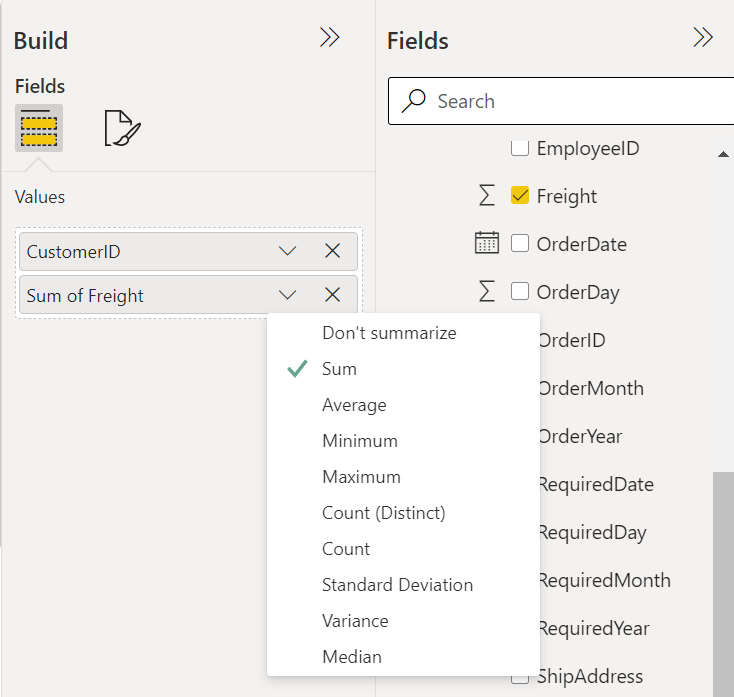 Build
Fields
Values
CustomerID
Sum of Freight
Don't summarize
Sum
Average
Minimum
Maximum
Count (Distinct)
Count
Standard Deviation
Variance
Median
Fields
Search
EmployeeID
Freight
OrderDate
OrderDay
OrderID
OrderMonth
OrderYear
RequiredDate
RequiredDay
RequiredMonth
RequiredYear
ShipAddress